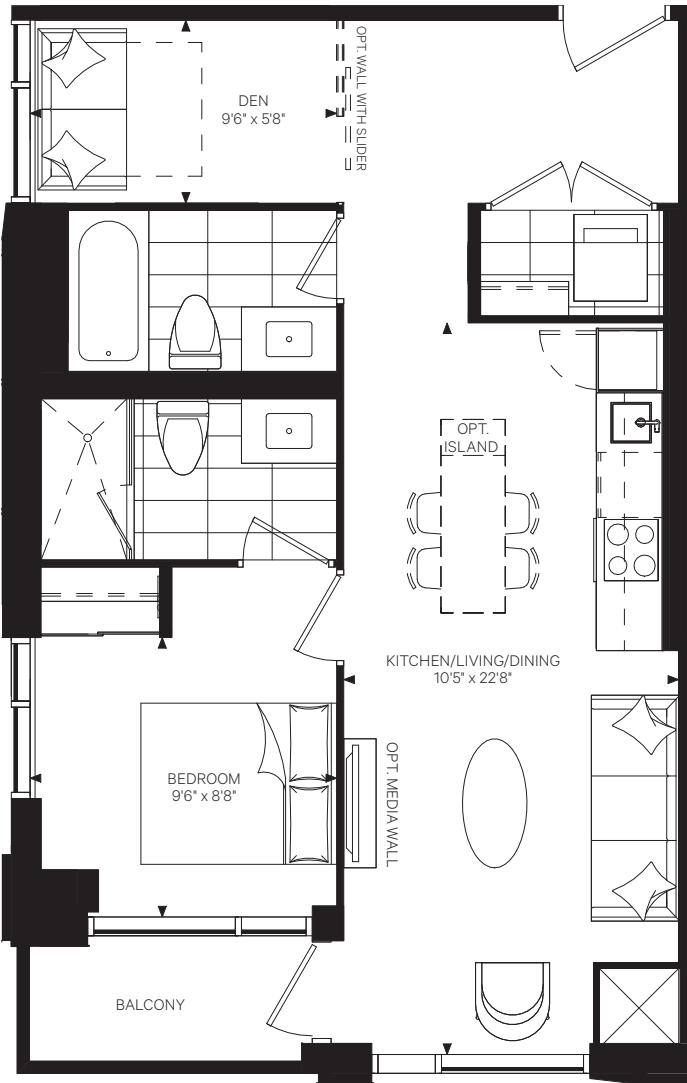 DEN
9'6" x 5'8"
OPT. WALL WITH SLIDER
OPT.
ISLAND
KITCHEN/LIVING/DINING
10'5" x 22'8"
BEDROOM
9'6" x 8'8"
OPT. MEDIA WALL
BALCONY